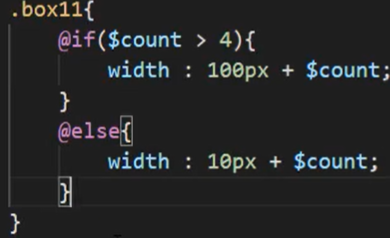 .box11{
@if($count > 4){
width : 100px + $count;
}
@else{
width : 10px + $count;
}
}